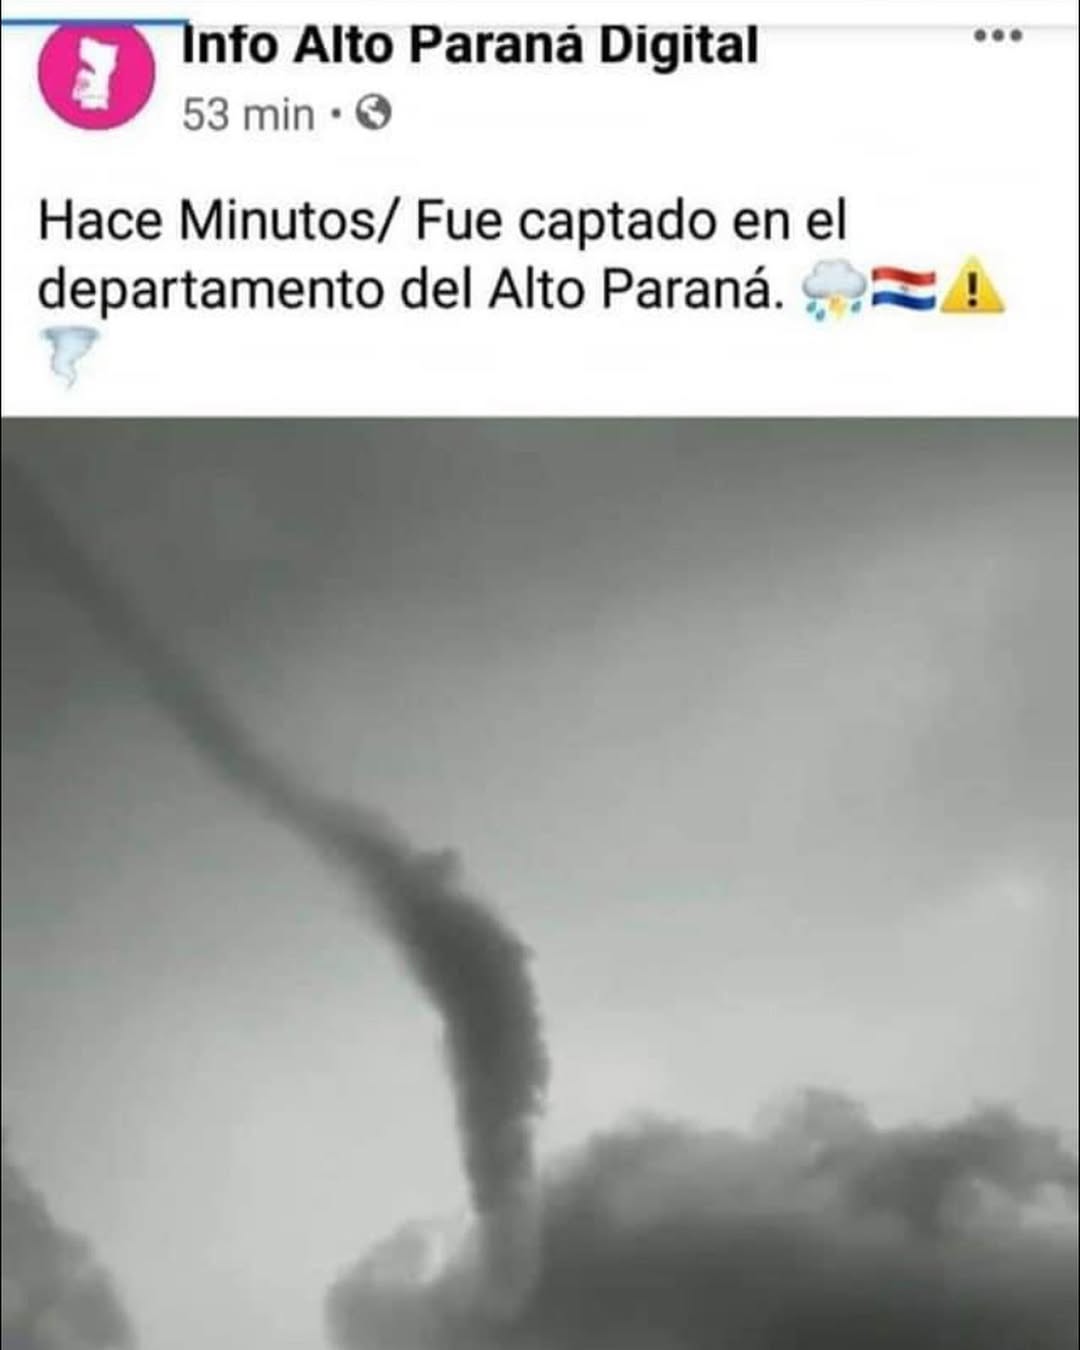 Info Alto Paraná Digital
53 min •
Hace Minutos/ Fue captado en el
departamento del Alto Paraná. 🌧️🇵🇾⚠️
🌪️